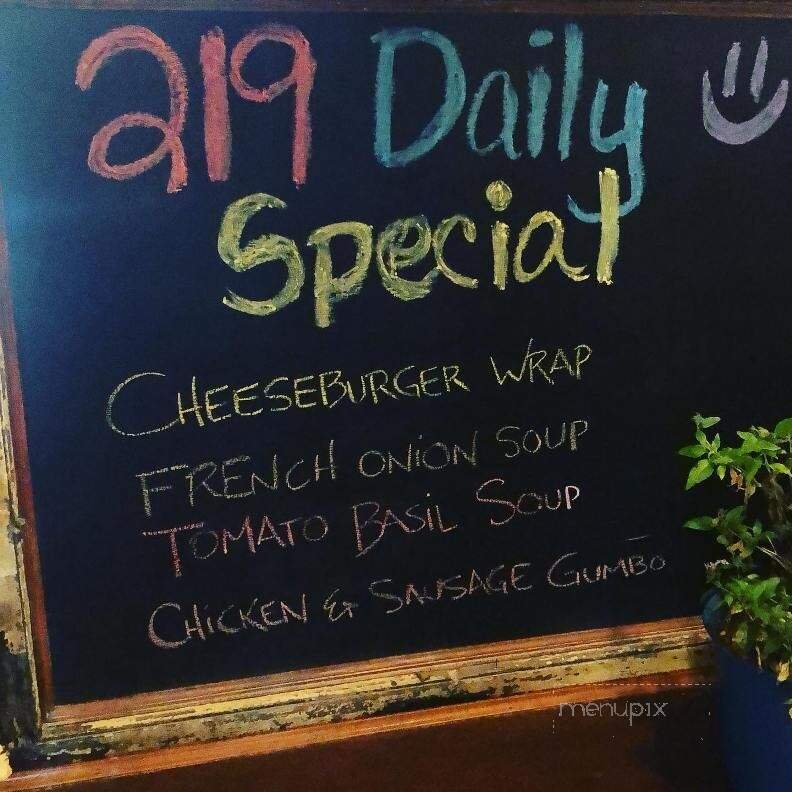 219 Daily
Special
CHEESEBURGER WRAP
FRENCH ONION SOUP
TOMATO BASIL SOUP
CHICKEN & SAUSAGE GUMBO
menupix